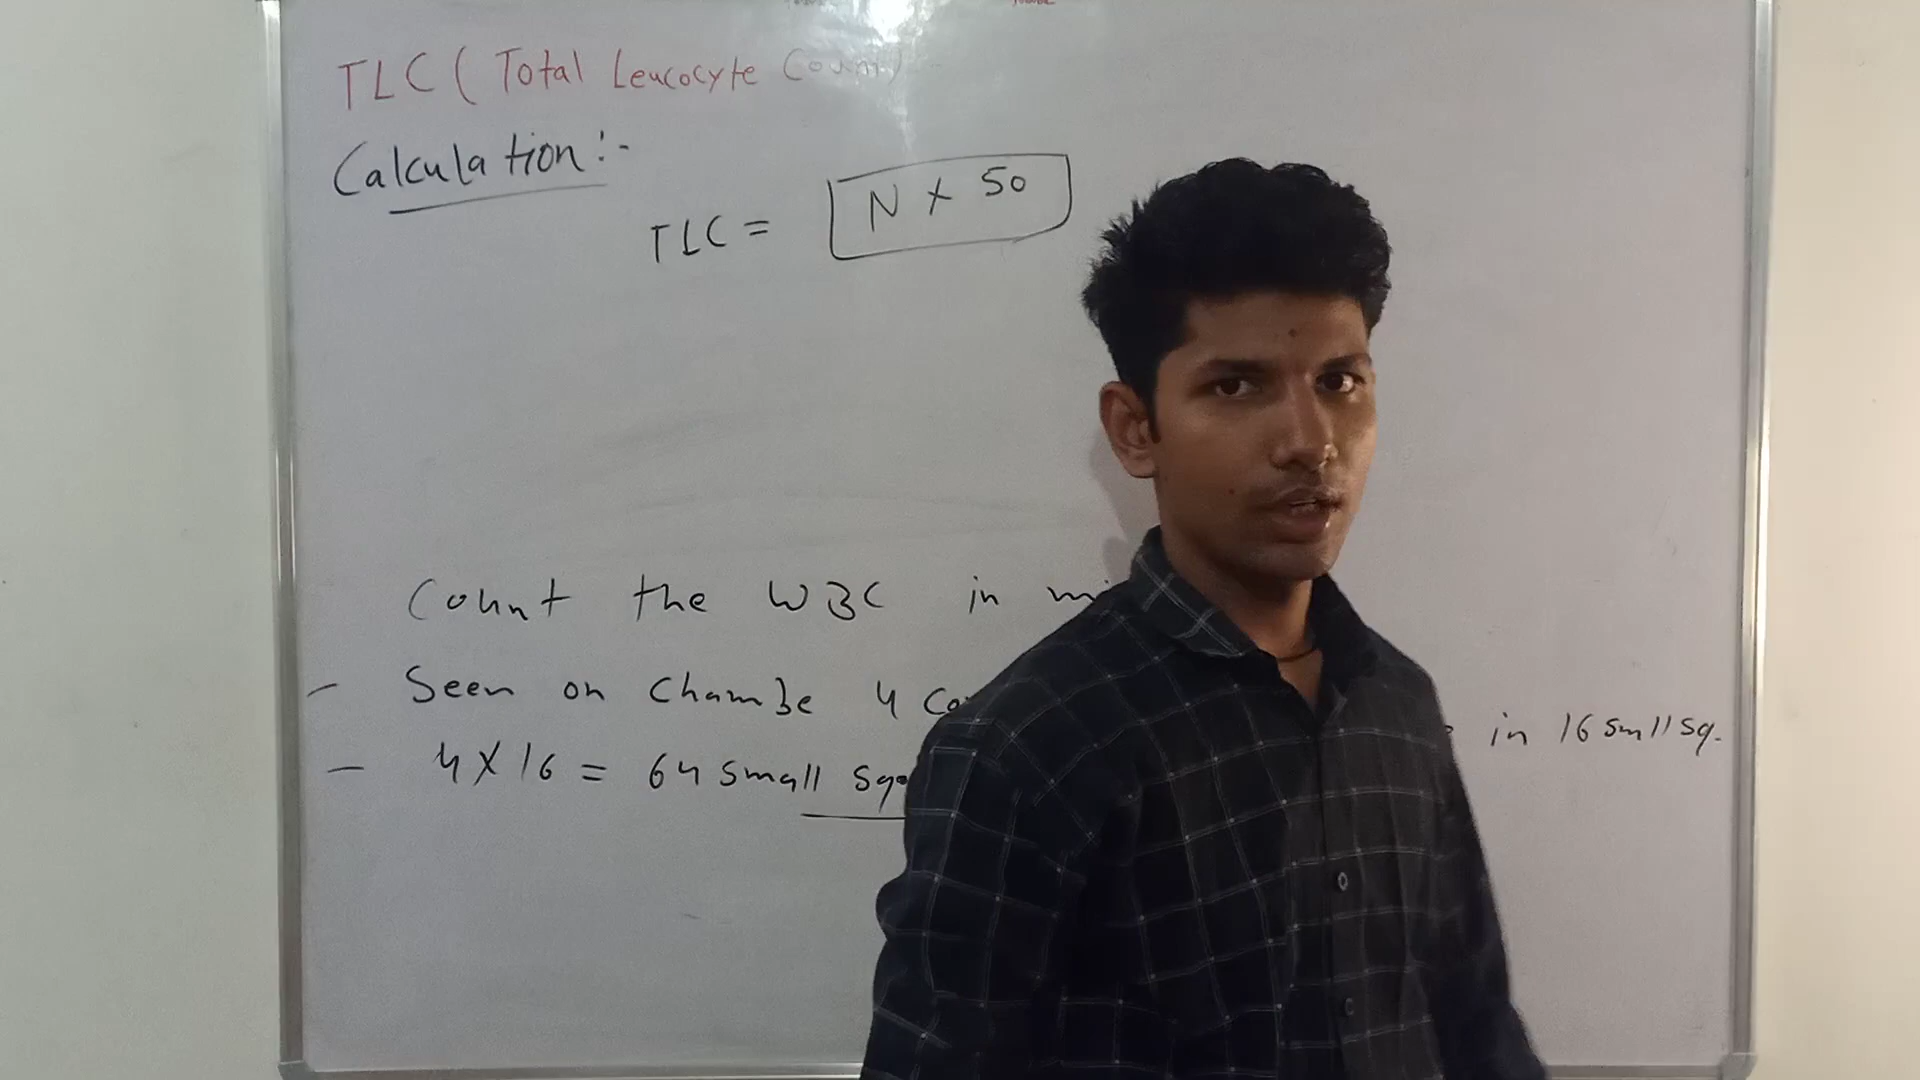 TLC ( Total Leucocyte Count)
Calculation :-
TLC = N x 50
Count the WBC in
- Seen on Chambe 4
in 16 smll sq.
- 4 X 16 = 64 small